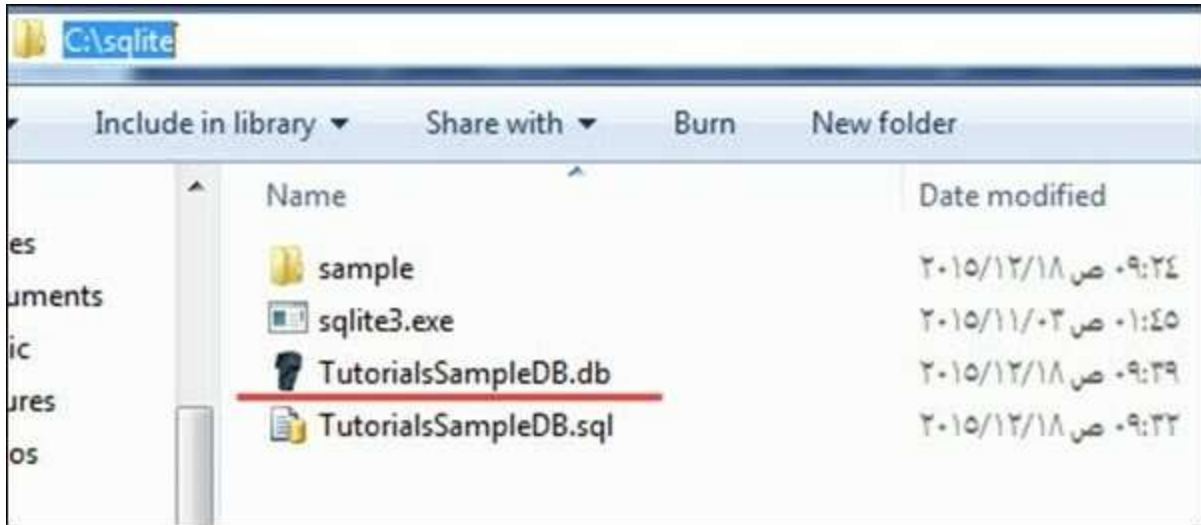 C:\sqlite
Include in library Share with Burn New folder
Name Date modified
es
sample ٢٠١٥/١٢/١٨ ص ٠٩:٢٤
uments
sqlite3.exe ٢٠١٥/١١/٠٣ ص ٠١:٤٥
ic
TutorialsSampleDB.db ٢٠١٥/١٢/١٨ ص ٠٩:٣٩
ures
TutorialsSampleDB.sql ٢٠١٥/١٢/١٨ ص ٠٩:٣٢
os